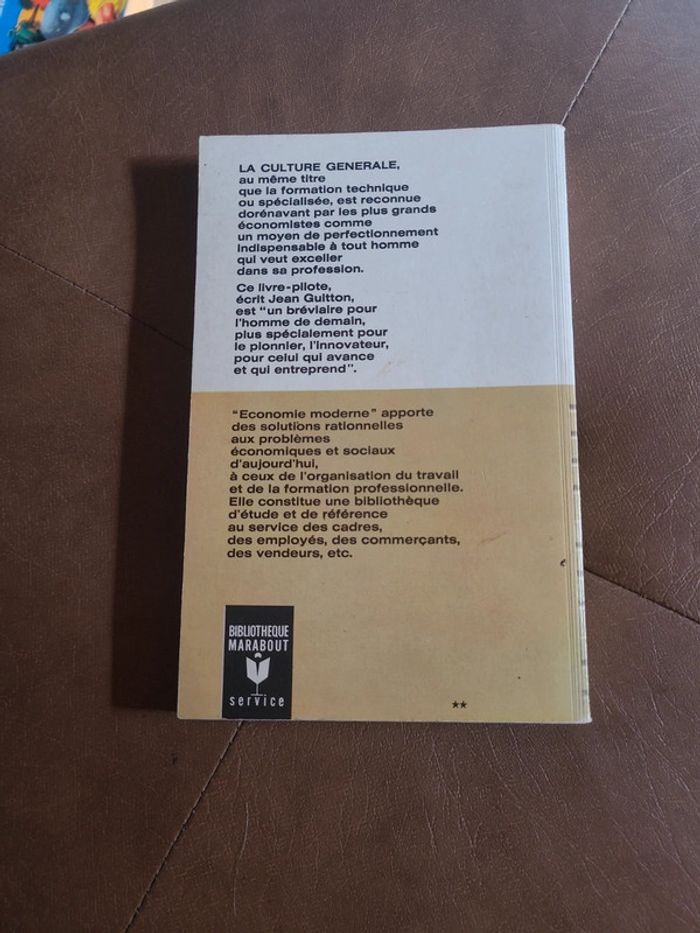 LA CULTURE GENERALE,
au même titre
que la formation technique
ou spécialisée, est reconnue
dorénavant par les plus grands
économistes comme
un moyen de perfectionnement
indispensable à tout homme
qui veut exceller
dans sa profession.
Ce livre-pilote,
écrit Jean Guitton,
est "un bréviaire pour
l'homme de demain,
plus spécialement pour
le pionnier, l'innovateur,
pour celui qui avance
et qui entreprend".
"Economie moderne" apporte
des solutions rationnelles
aux problèmes
économiques et sociaux
d'aujourd'hui,
à ceux de l'organisation du travail
et de la formation professionnelle.
Elle constitue une bibliothèque
d'étude et de référence
au service des cadres,
des employés, des commerçants,
des vendeurs, etc.
BIBLIOTHEQUE
MARABOUT
service
**